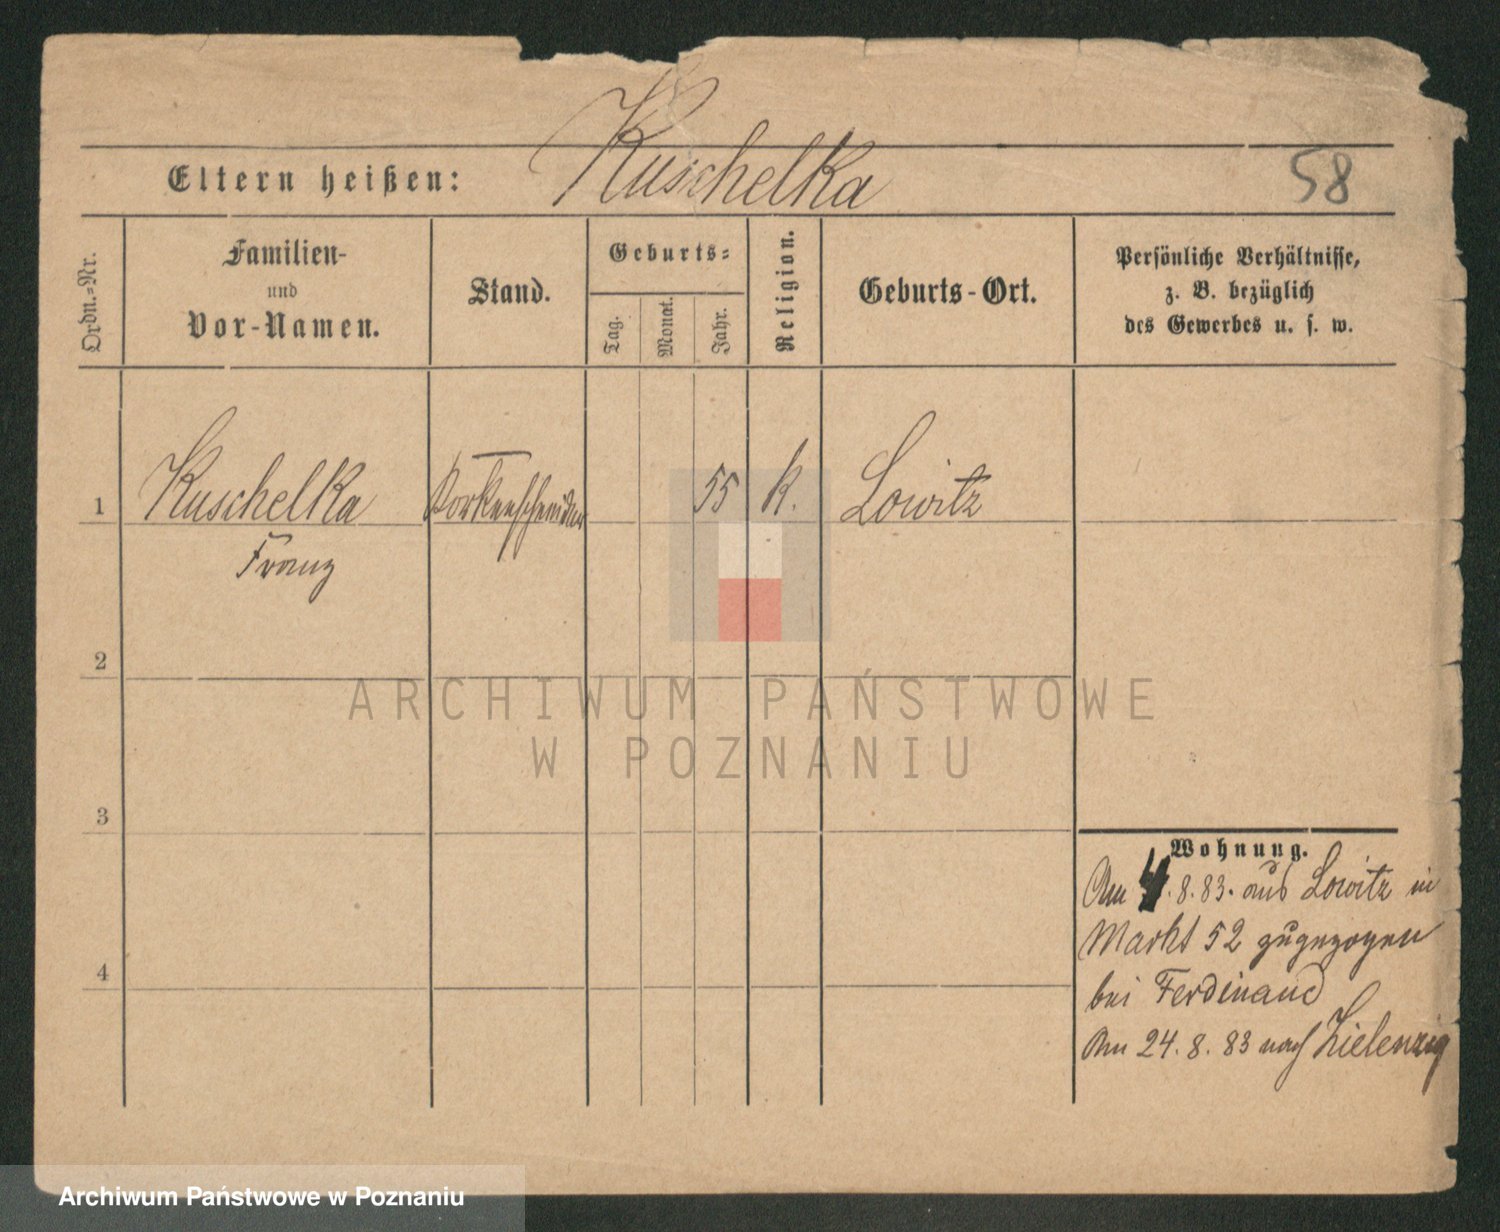 Kuschelka
Eltern heißen:
58
Ordn.-Nr.
Familien-
und
Vor-Namen.
Stand.
Geburts-
Tag.
Monat.
Jahr.
Religion.
Geburts-Ort.
Persönliche Verhältnisse,
z. B. bezüglich
des Gewerbes u. s. w.
1
Kuschelka
Korkenschneider
55
k.
Lowitz
Franz
2
ARCHIWUM PAŃSTWOWE
W POZNANIU
3
Wohnung.
Am 4.8.83. aus Lowitz in
Markt 52 zugezogen
4
bei Ferdinand
Am 24.8.83 nach Zielenzig
Archiwum Państwowe w Poznaniu